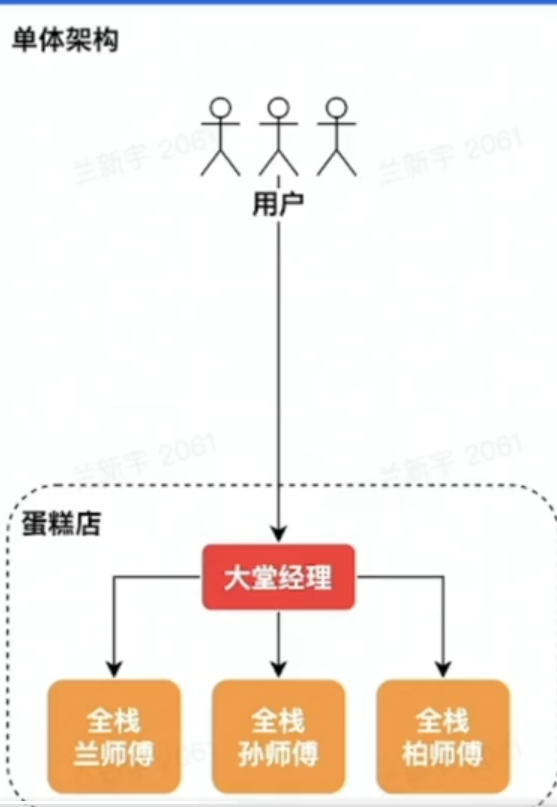 单体架构
兰新宇 2061
兰新宇 2061
用户
兰新宇 2061
兰新宇 2061
蛋糕店
大堂经理
全栈
兰师傅
全栈
孙师傅
全栈
柏师傅